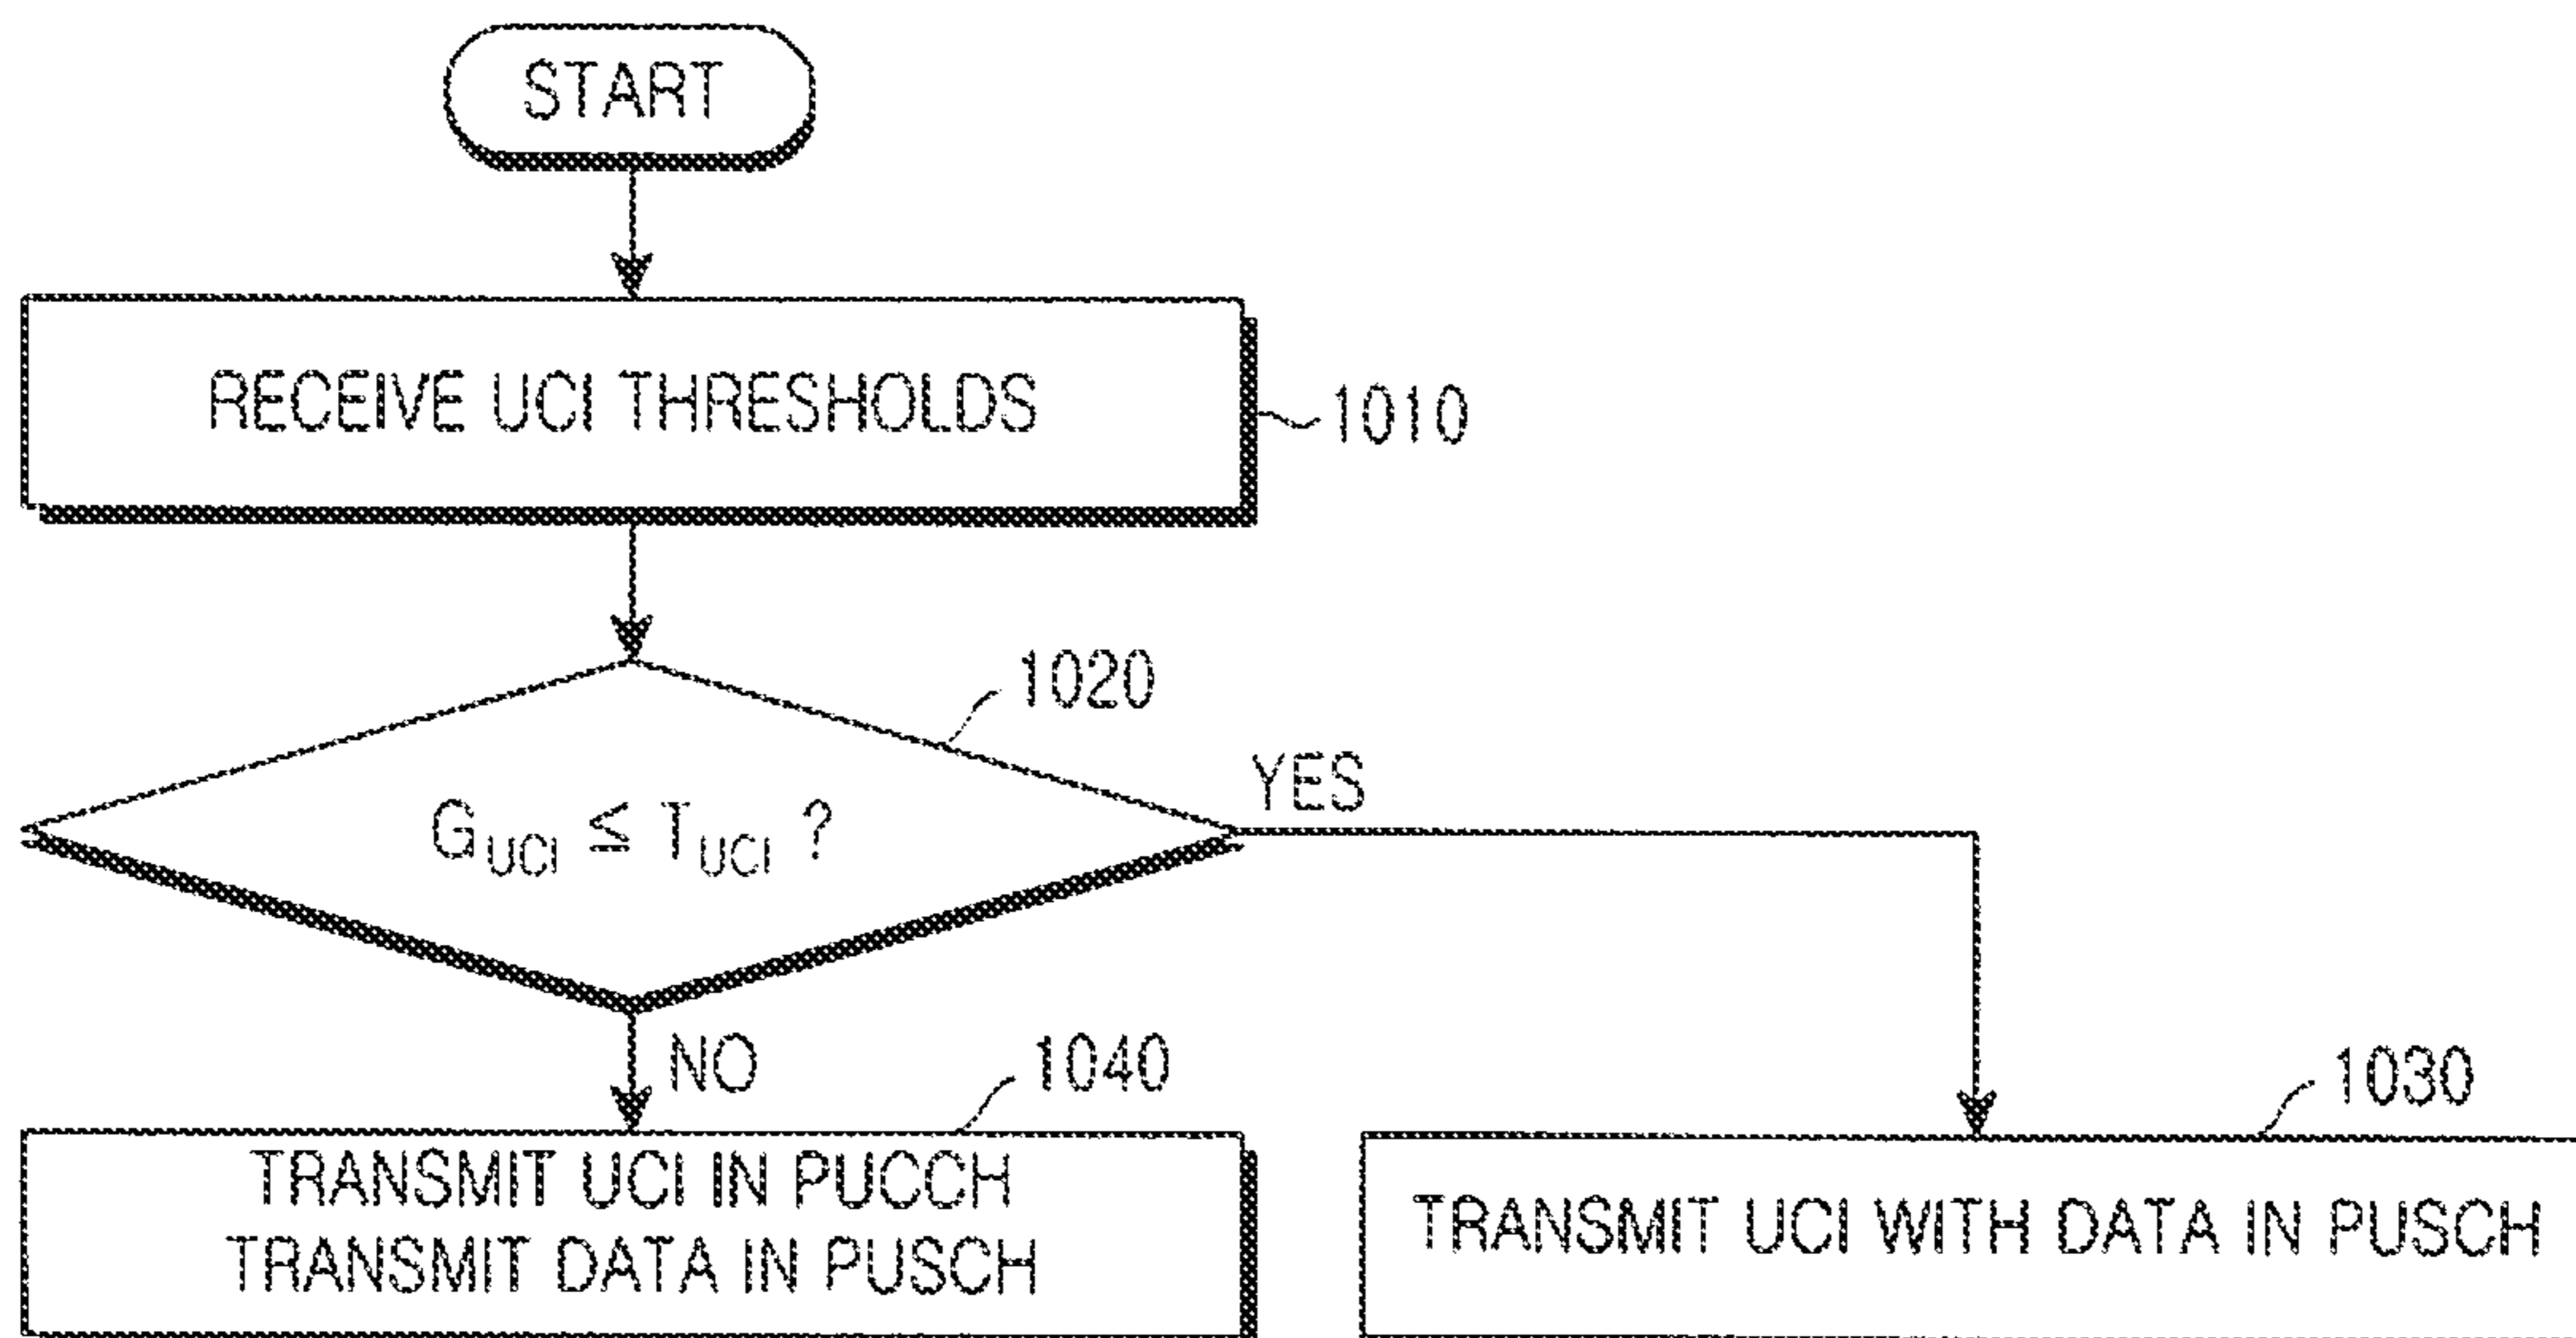 START
RECEIVE UCI THRESHOLDS
1010
1020
G_UCI ≤ T_UCI ?
YES
NO
1040
1030
TRANSMIT UCI IN PUCCH
TRANSMIT DATA IN PUSCH
TRANSMIT UCI WITH DATA IN PUSCH